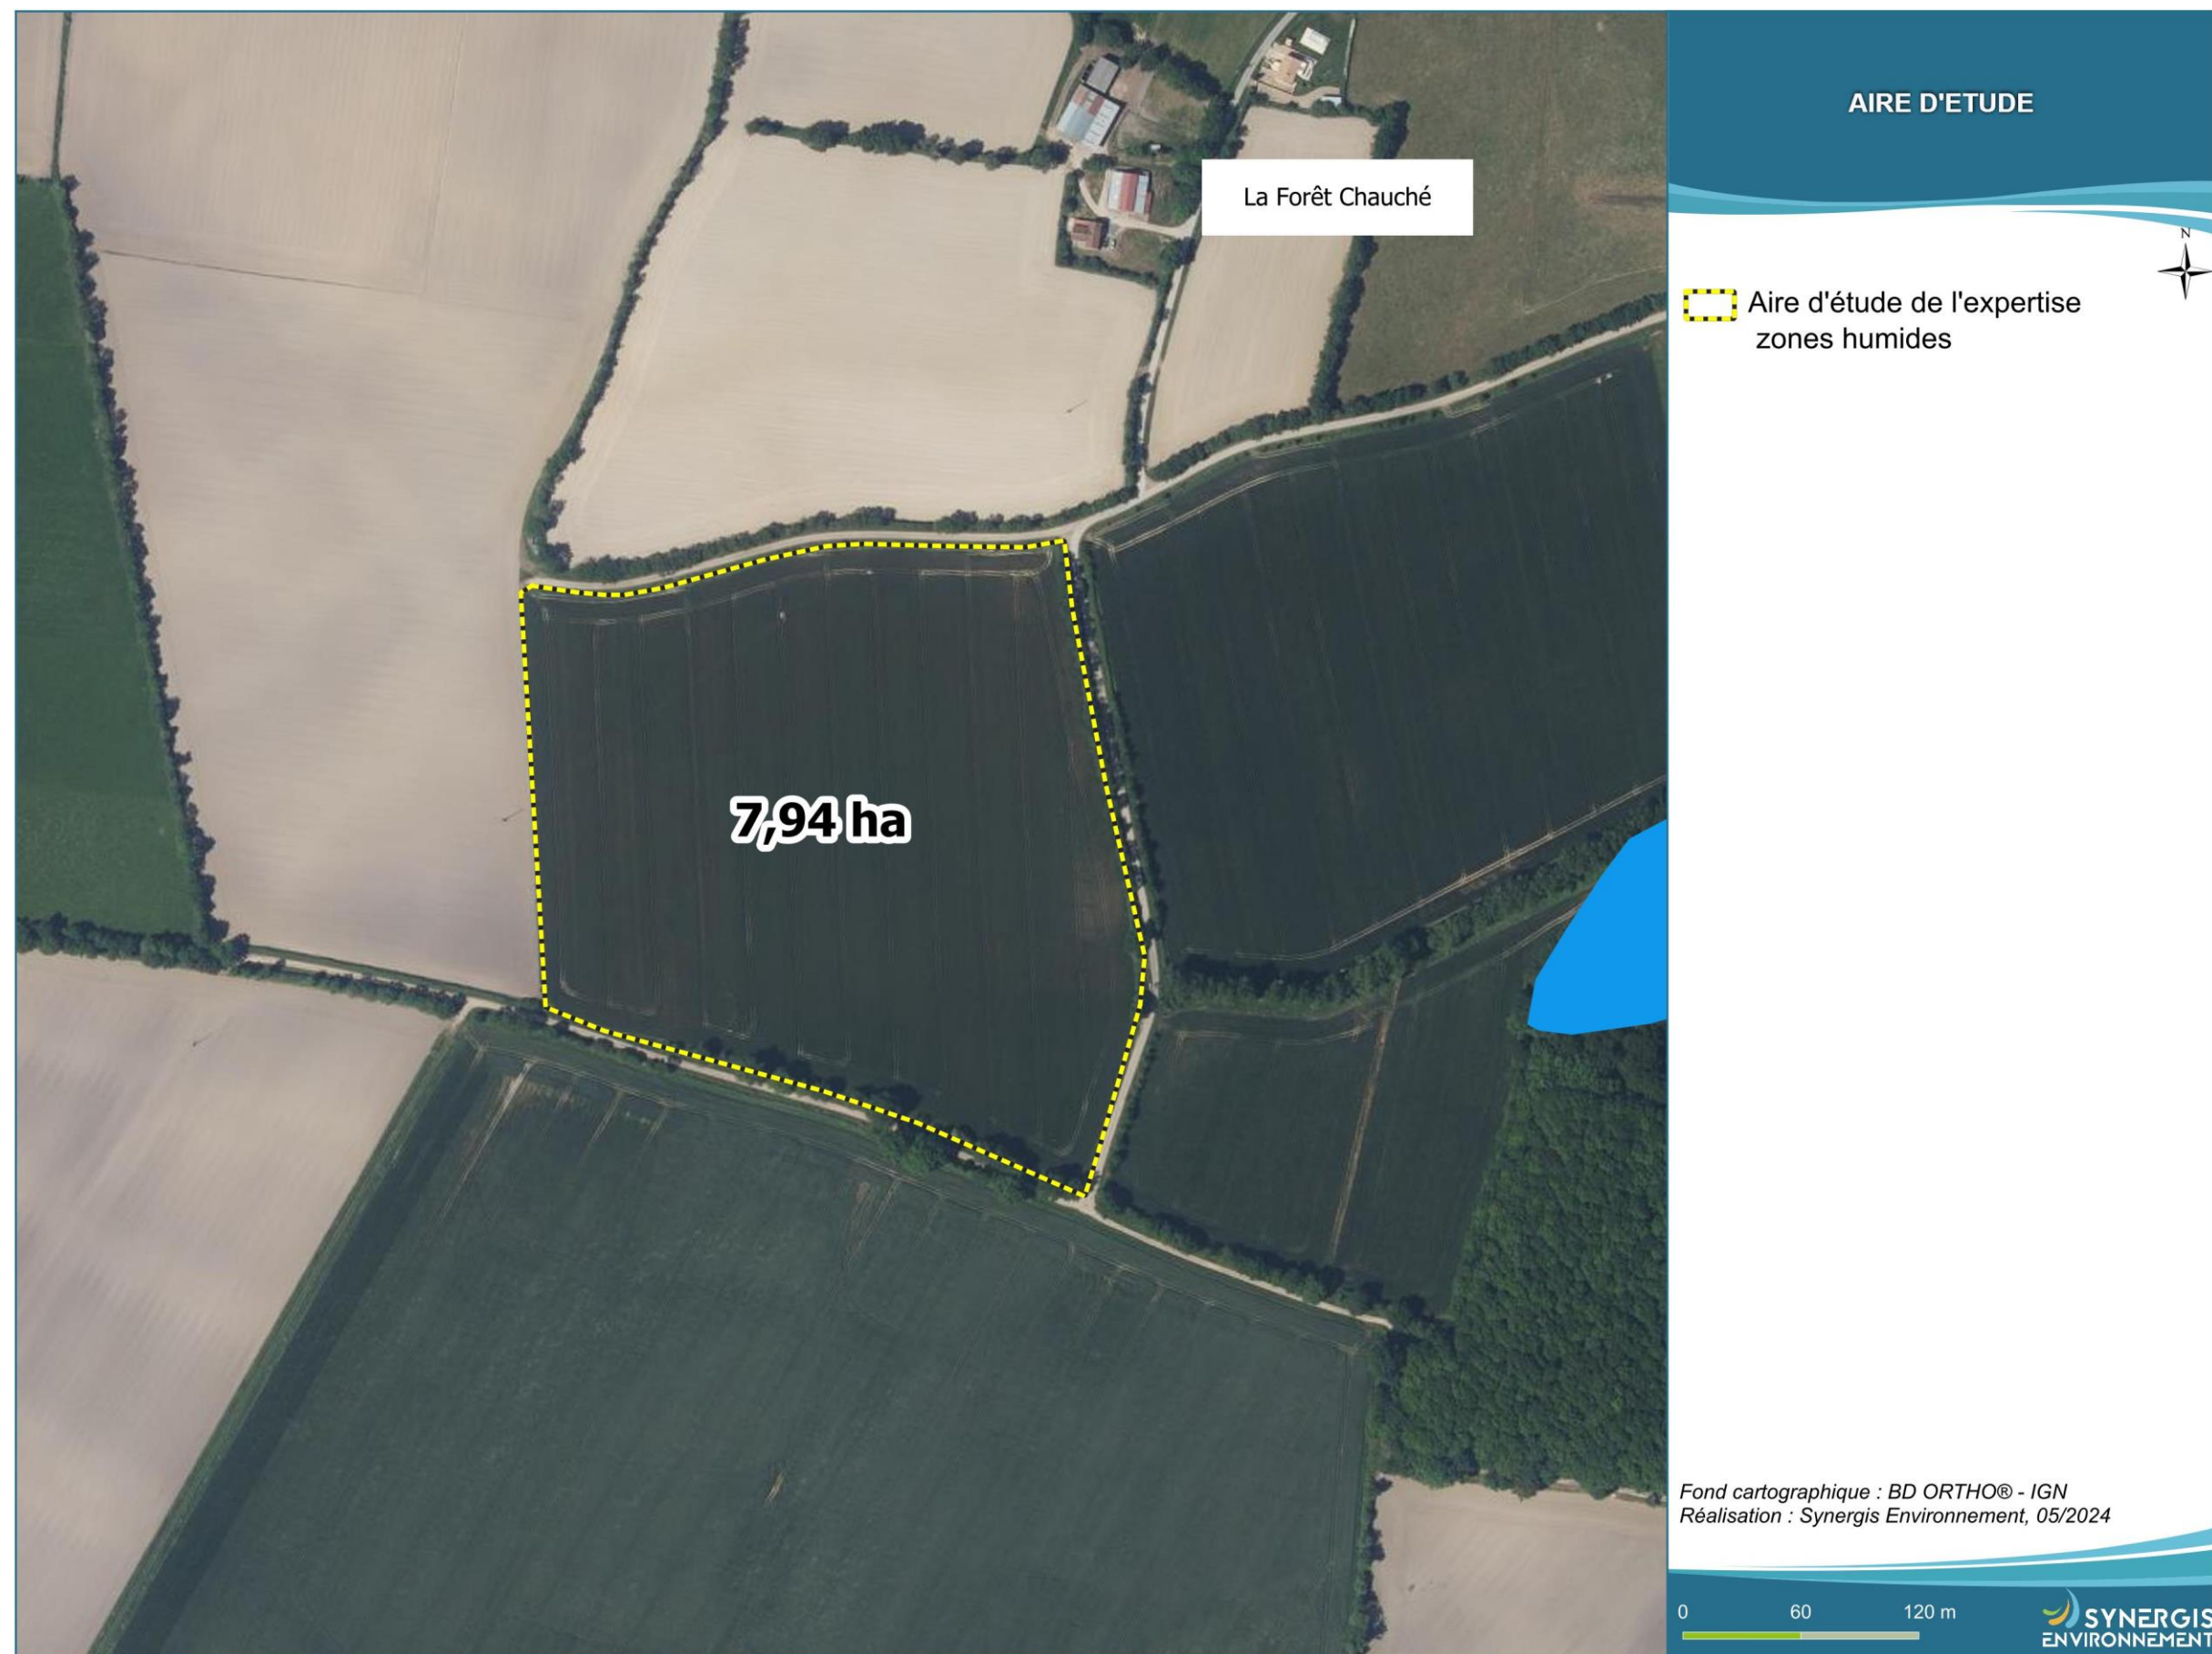 AIRE D'ETUDE
La Forêt Chauché
N
Aire d'étude de l'expertise
zones humides
7,94 ha
Fond cartographique : BD ORTHO® - IGN
Réalisation : Synergis Environnement, 05/2024
0 60 120 m
SYNERGIS
ENVIRONNEMENT